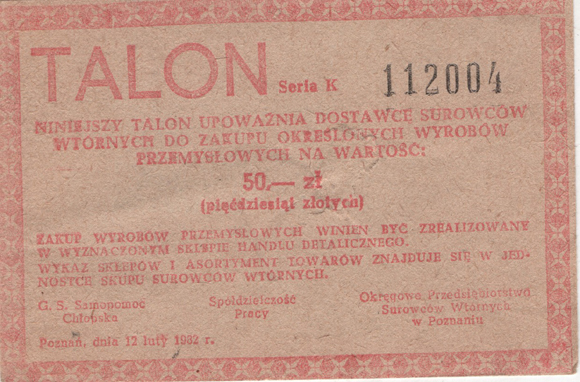 TALON Seria K 112004
NINIEJSZY TALON UPOWAŻNIA DOSTAWCĘ SUROWCÓW
WTÓRNYCH DO ZAKUPU OKREŚLONYCH WYROBÓW
PRZEMYSŁOWYCH NA WARTOŚĆ:
50,— zł
(pięćdziesiąt złotych)
ZAKUP WYROBÓW PRZEMYSŁOWYCH WINIEN BYĆ ZREALIZOWANY
W WYZNACZONYM SKLEPIE HANDLU DETALICZNEGO.
WYKAZ SKLEPÓW I ASORTYMENT TOWARÓW ZNAJDUJE SIĘ W JED-
NOSTCE SKUPU SUROWCÓW WTÓRNYCH.
G. S. Samopomoc
Chłopska
Spółdzielczość
Pracy
Okręgowe Przedsiębiorstwa
Surowców Wtórnych
w Poznaniu
Poznań, dnia 12 luty 1982 r.